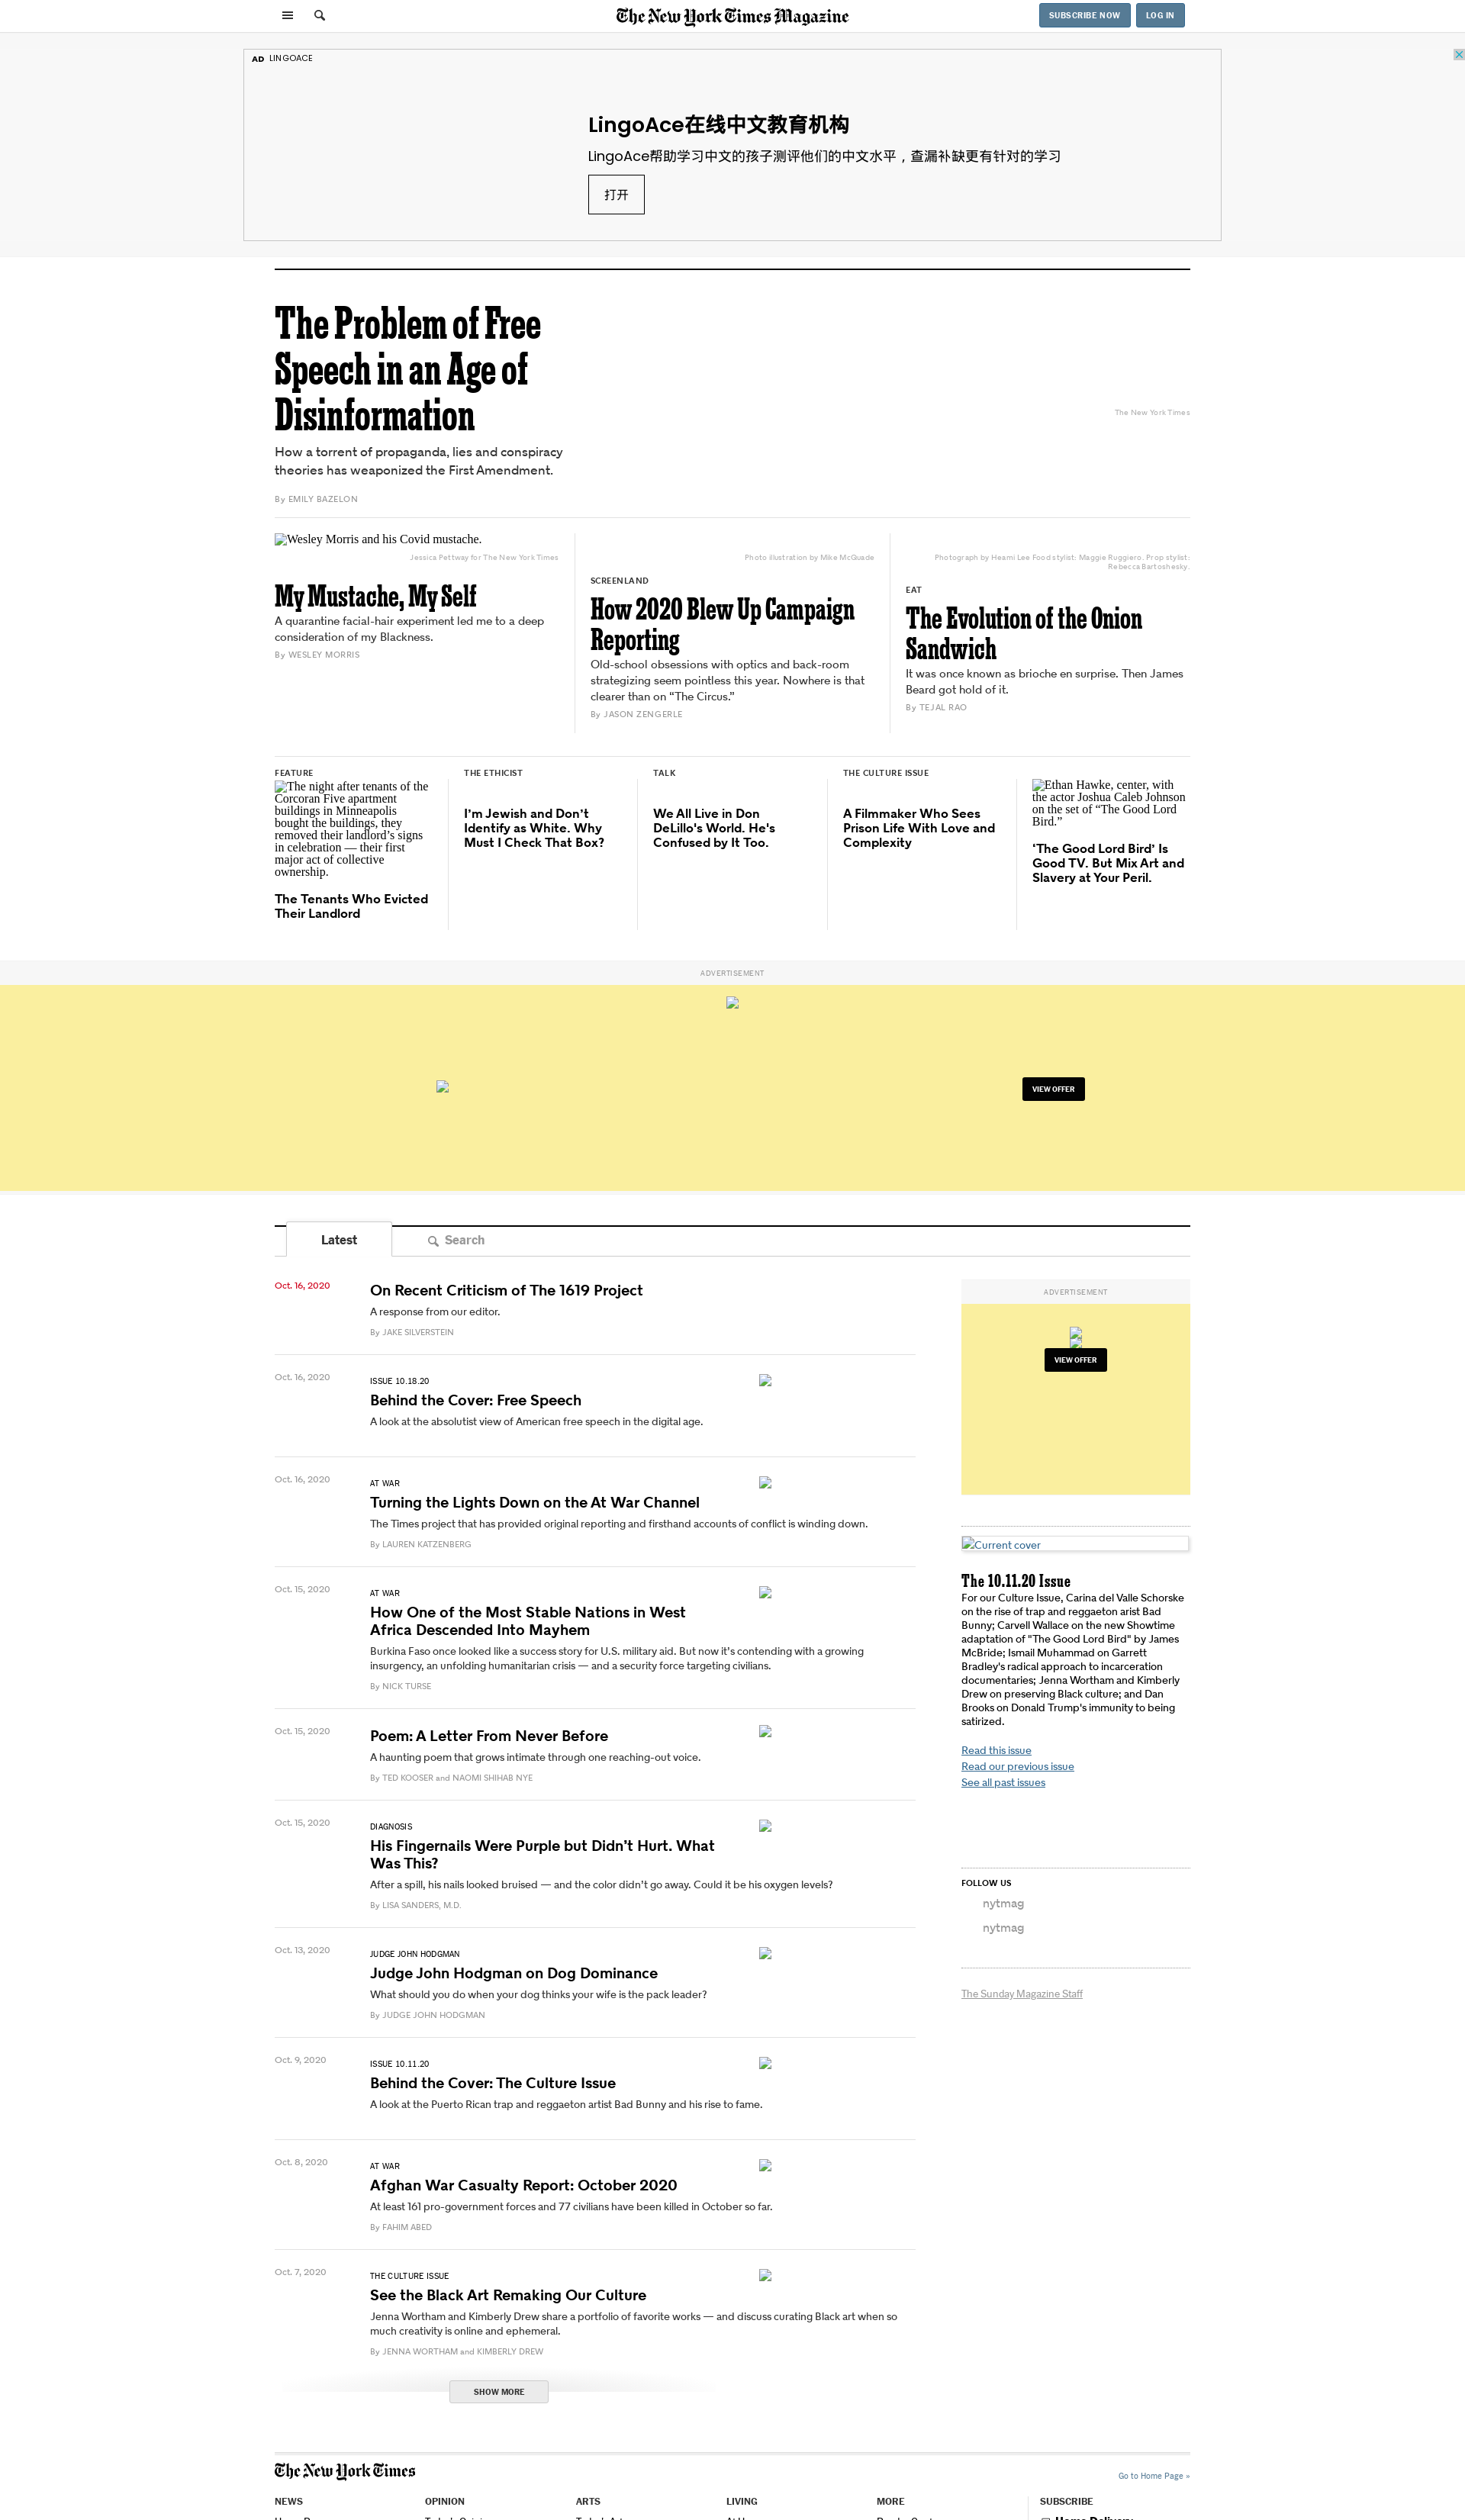 The New York Times Magazine
SUBSCRIBE NOW
LOG IN
AD LINGOACE
LingoAce在线中文教育机构
LingoAce帮助学习中文的孩子测评他们的中文水平，查漏补缺更有针对的学习
打开
The Problem of Free
Speech in an Age of
Disinformation
The New York Times
How a torrent of propaganda, lies and conspiracy
theories has weaponized the First Amendment.
By EMILY BAZELON
Wesley Morris and his Covid mustache.
Jessica Pettway for The New York Times
My Mustache, My Self
A quarantine facial-hair experiment led me to a deep
consideration of my Blackness.
By WESLEY MORRIS
Photo illustration by Mike McQuade
SCREENLAND
How 2020 Blew Up Campaign
Reporting
Old-school obsessions with optics and back-room
strategizing seem pointless this year. Nowhere is that
clearer than on “The Circus.”
By JASON ZENGERLE
Photograph by Heami Lee Food stylist: Maggie Ruggiero. Prop stylist:
Rebecca Bartoshesky.
EAT
The Evolution of the Onion
Sandwich
It was once known as brioche en surprise. Then James
Beard got hold of it.
By TEJAL RAO
FEATURE
The night after tenants of the
Corcoran Five apartment
buildings in Minneapolis
bought the buildings, they
removed their landlord’s signs
in celebration — their first
major act of collective
ownership.
The Tenants Who Evicted
Their Landlord
THE ETHICIST
I’m Jewish and Don’t
Identify as White. Why
Must I Check That Box?
TALK
We All Live in Don
DeLillo's World. He's
Confused by It Too.
THE CULTURE ISSUE
A Filmmaker Who Sees
Prison Life With Love and
Complexity
Ethan Hawke, center, with
the actor Joshua Caleb Johnson
on the set of “The Good Lord
Bird.”
‘The Good Lord Bird’ Is
Good TV. But Mix Art and
Slavery at Your Peril.
ADVERTISEMENT
VIEW OFFER
Latest
Search
Oct. 16, 2020
On Recent Criticism of The 1619 Project
A response from our editor.
By JAKE SILVERSTEIN
Oct. 16, 2020
ISSUE 10.18.20
Behind the Cover: Free Speech
A look at the absolutist view of American free speech in the digital age.
Oct. 16, 2020
AT WAR
Turning the Lights Down on the At War Channel
The Times project that has provided original reporting and firsthand accounts of conflict is winding down.
By LAUREN KATZENBERG
Oct. 15, 2020
AT WAR
How One of the Most Stable Nations in West
Africa Descended Into Mayhem
Burkina Faso once looked like a success story for U.S. military aid. But now it’s contending with a growing
insurgency, an unfolding humanitarian crisis — and a security force targeting civilians.
By NICK TURSE
Oct. 15, 2020
Poem: A Letter From Never Before
A haunting poem that grows intimate through one reaching-out voice.
By TED KOOSER and NAOMI SHIHAB NYE
Oct. 15, 2020
DIAGNOSIS
His Fingernails Were Purple but Didn’t Hurt. What
Was This?
After a spill, his nails looked bruised — and the color didn’t go away. Could it be his oxygen levels?
By LISA SANDERS, M.D.
Oct. 13, 2020
JUDGE JOHN HODGMAN
Judge John Hodgman on Dog Dominance
What should you do when your dog thinks your wife is the pack leader?
By JUDGE JOHN HODGMAN
Oct. 9, 2020
ISSUE 10.11.20
Behind the Cover: The Culture Issue
A look at the Puerto Rican trap and reggaeton artist Bad Bunny and his rise to fame.
Oct. 8, 2020
AT WAR
Afghan War Casualty Report: October 2020
At least 161 pro-government forces and 77 civilians have been killed in October so far.
By FAHIM ABED
Oct. 7, 2020
THE CULTURE ISSUE
See the Black Art Remaking Our Culture
Jenna Wortham and Kimberly Drew share a portfolio of favorite works — and discuss curating Black art when so
much creativity is online and ephemeral.
By JENNA WORTHAM and KIMBERLY DREW
SHOW MORE
ADVERTISEMENT
VIEW OFFER
Current cover
The 10.11.20 Issue
For our Culture Issue, Carina del Valle Schorske
on the rise of trap and reggaeton arist Bad
Bunny; Carvell Wallace on the new Showtime
adaptation of "The Good Lord Bird" by James
McBride; Ismail Muhammad on Garrett
Bradley's radical approach to incarceration
documentaries; Jenna Wortham and Kimberly
Drew on preserving Black culture; and Dan
Brooks on Donald Trump's immunity to being
satirized.
Read this issue
Read our previous issue
See all past issues
FOLLOW US
nytmag
nytmag
The Sunday Magazine Staff
The New York Times
Go to Home Page »
NEWS
OPINION
ARTS
LIVING
MORE
SUBSCRIBE